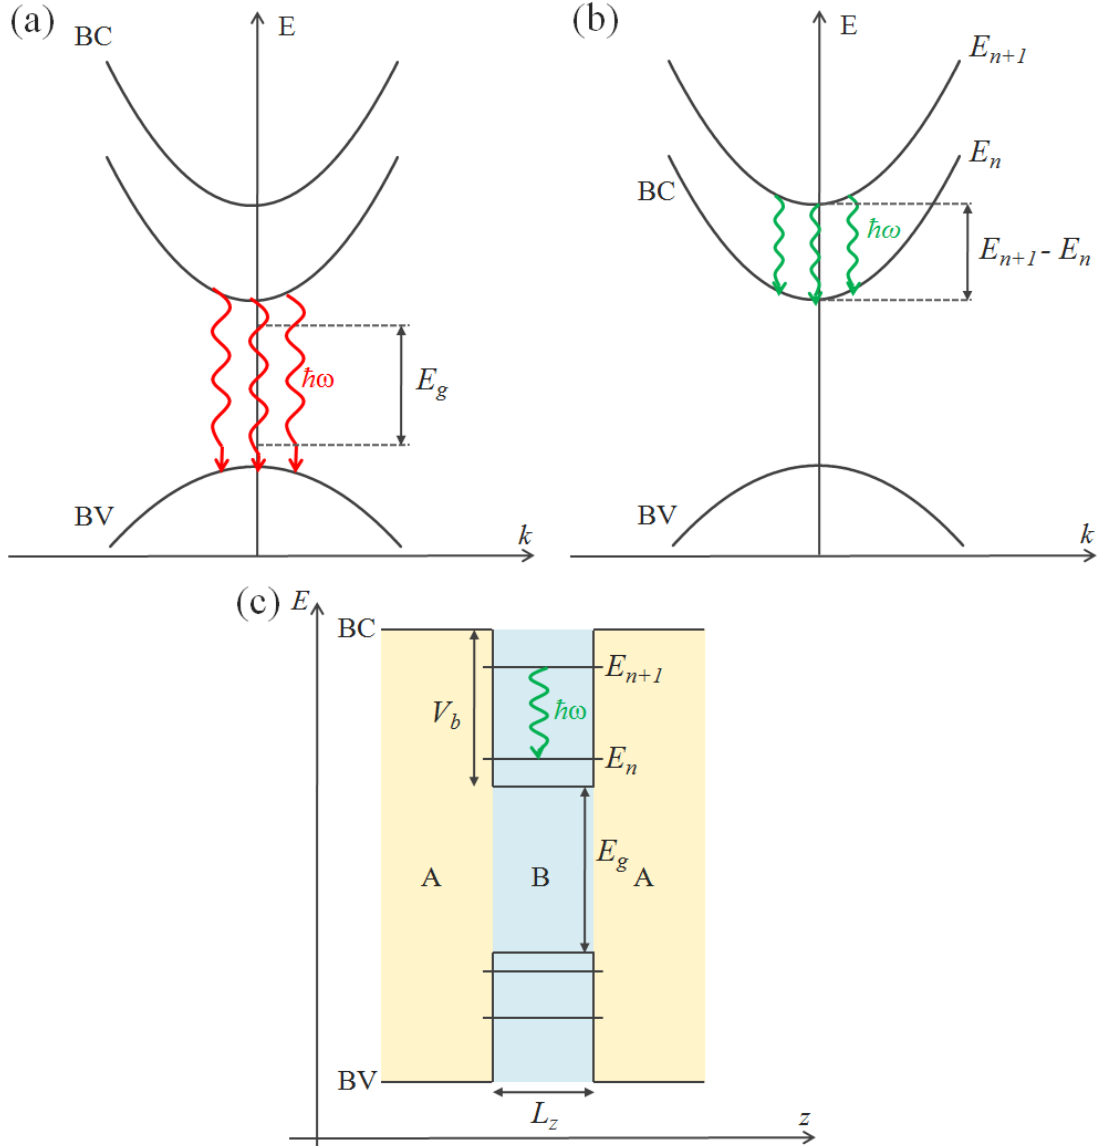 (a)
E
BC
ħω
E_g
BV
k
(b)
E
E_{n+1}
E_n
BC
ħω
E_{n+1} - E_n
BV
k
(c)
E
BC
E_{n+1}
V_b
ħω
E_n
E_g
A
B
A
BV
L_z
z